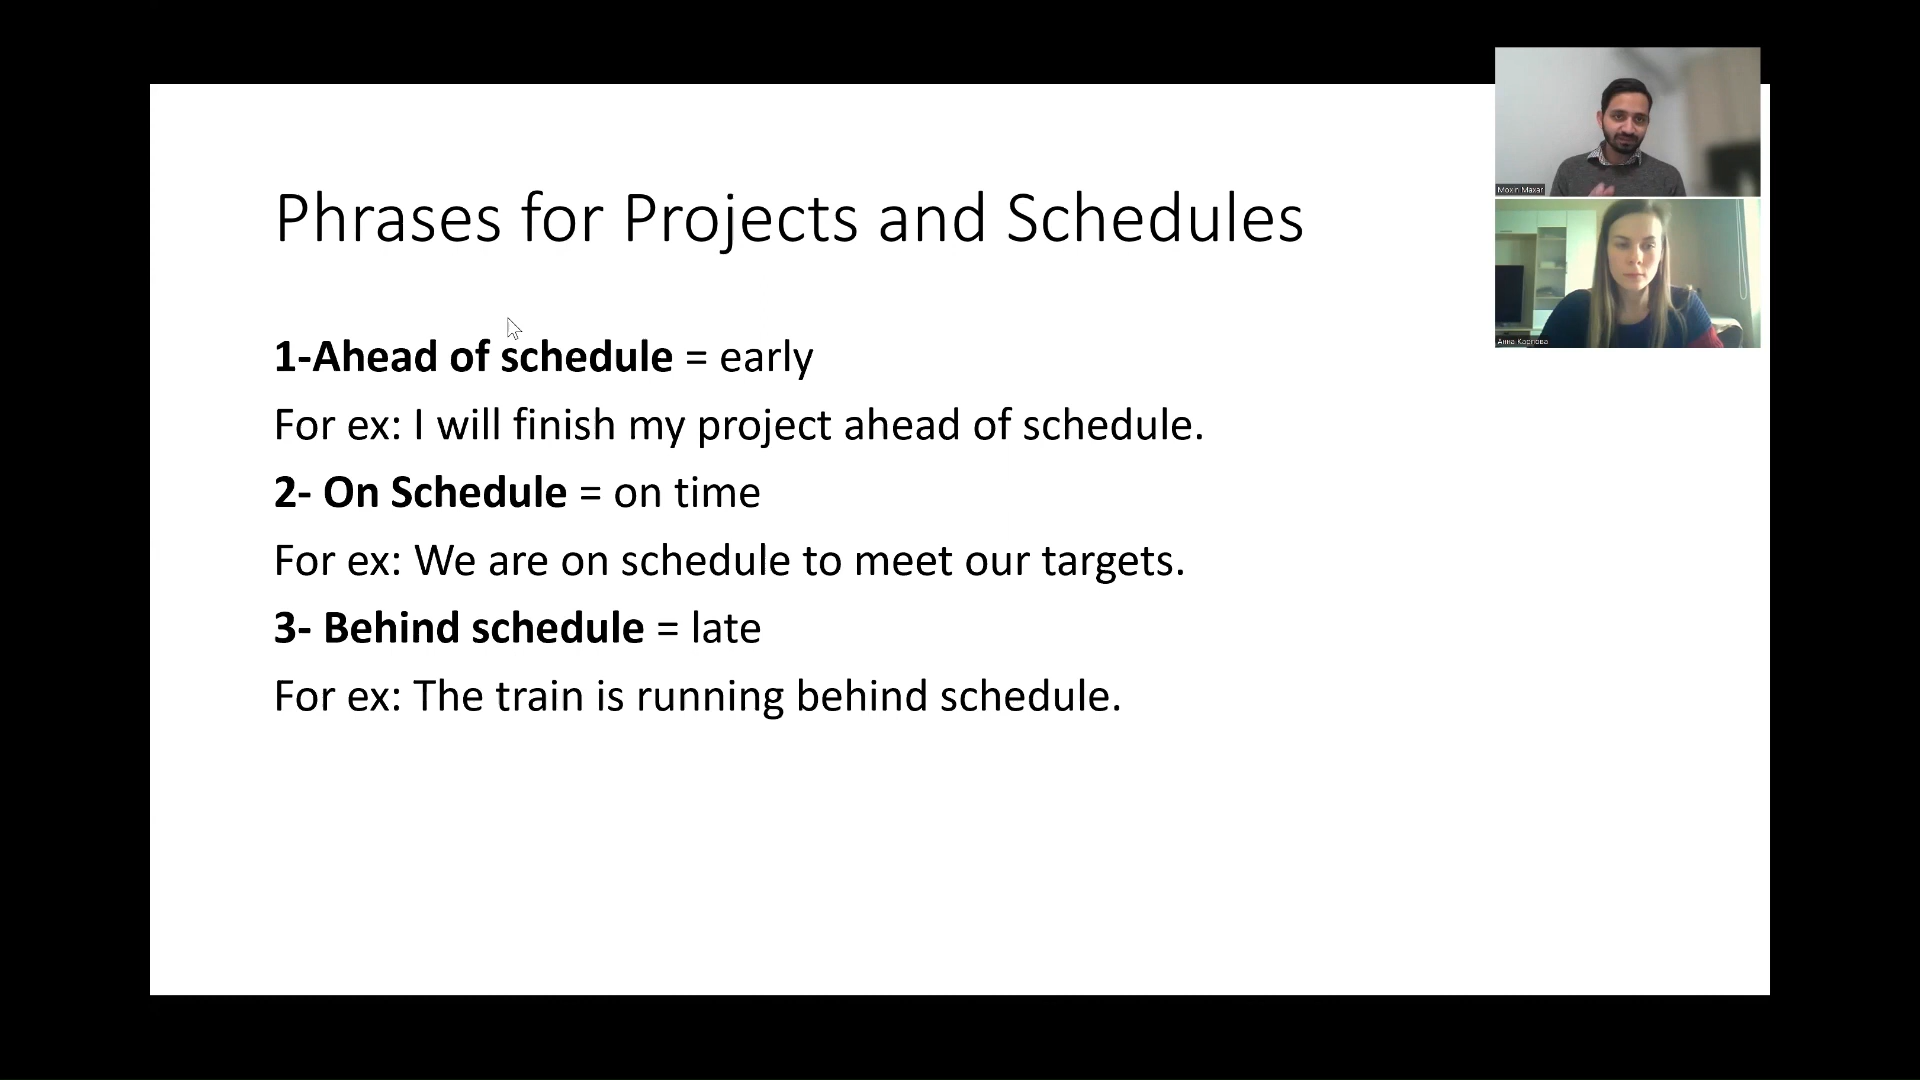 Phrases for Projects and Schedules
1-Ahead of schedule = early
For ex: I will finish my project ahead of schedule.
2- On Schedule = on time
For ex: We are on schedule to meet our targets.
3- Behind schedule = late
For ex: The train is running behind schedule.
Анна